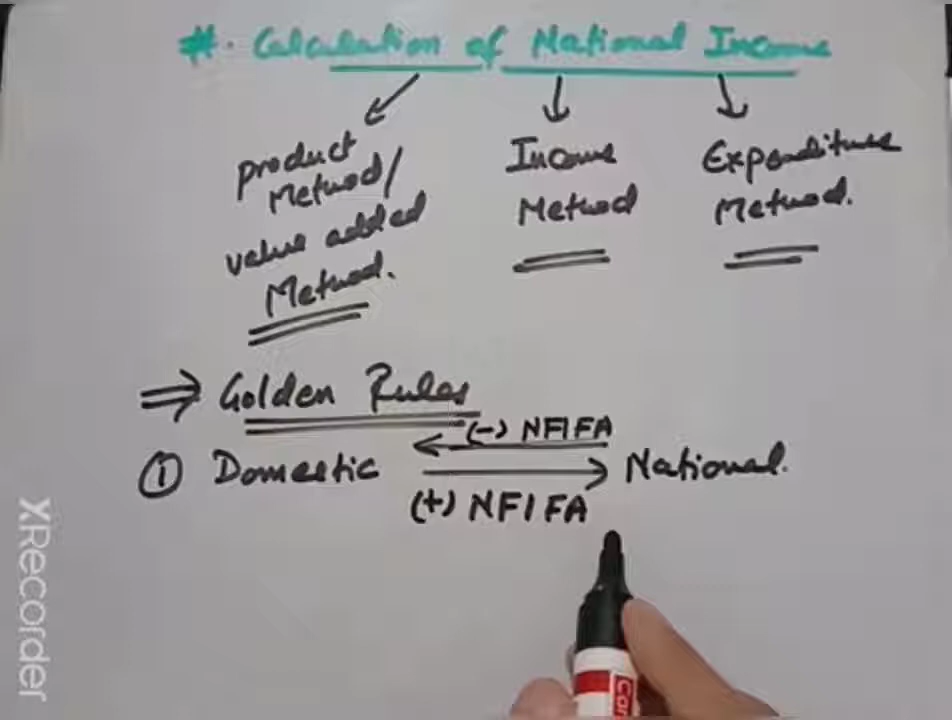 #. Calculation of National Income
product
Method/
value added
Method.
Income
Method
Expenditure
Method.
⇒ Golden Rules
(-) NFIFA
① Domestic ⟵ ⟶ National.
(+) NFIFA
XRecorder